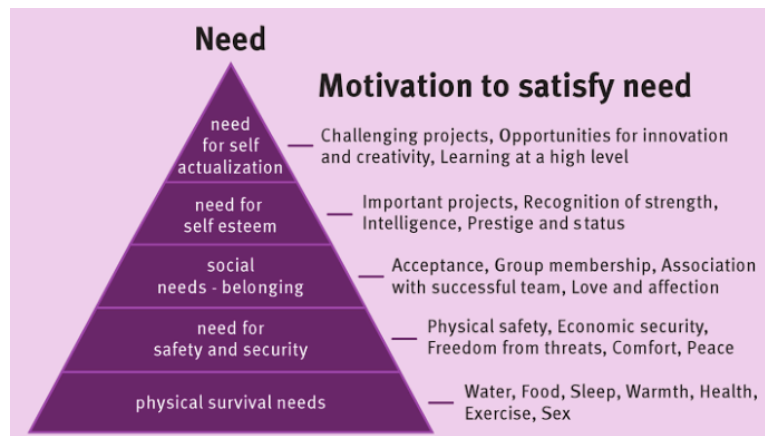 Need
Motivation to satisfy need
need
for self
actualization
Challenging projects, Opportunities for innovation
and creativity, Learning at a high level
need for
self esteem
Important projects, Recognition of strength,
Intelligence, Prestige and status
social
needs - belonging
Acceptance, Group membership, Association
with successful team, Love and affection
need for
safety and security
Physical safety, Economic security,
Freedom from threats, Comfort, Peace
physical survival needs
Water, Food, Sleep, Warmth, Health,
Exercise, Sex